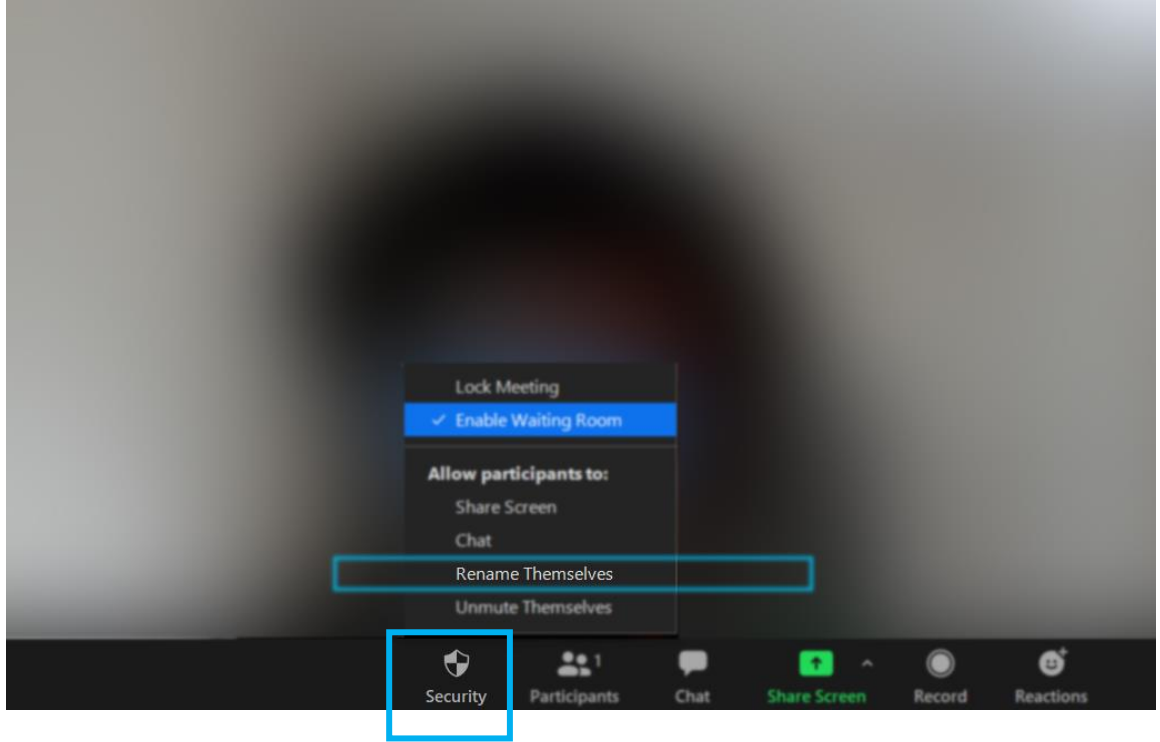 Lock Meeting
✓ Enable Waiting Room
Allow participants to:
Share Screen
Chat
Rename Themselves
Unmute Themselves
Security
Participants 1
Chat
Share Screen
Record
Reactions